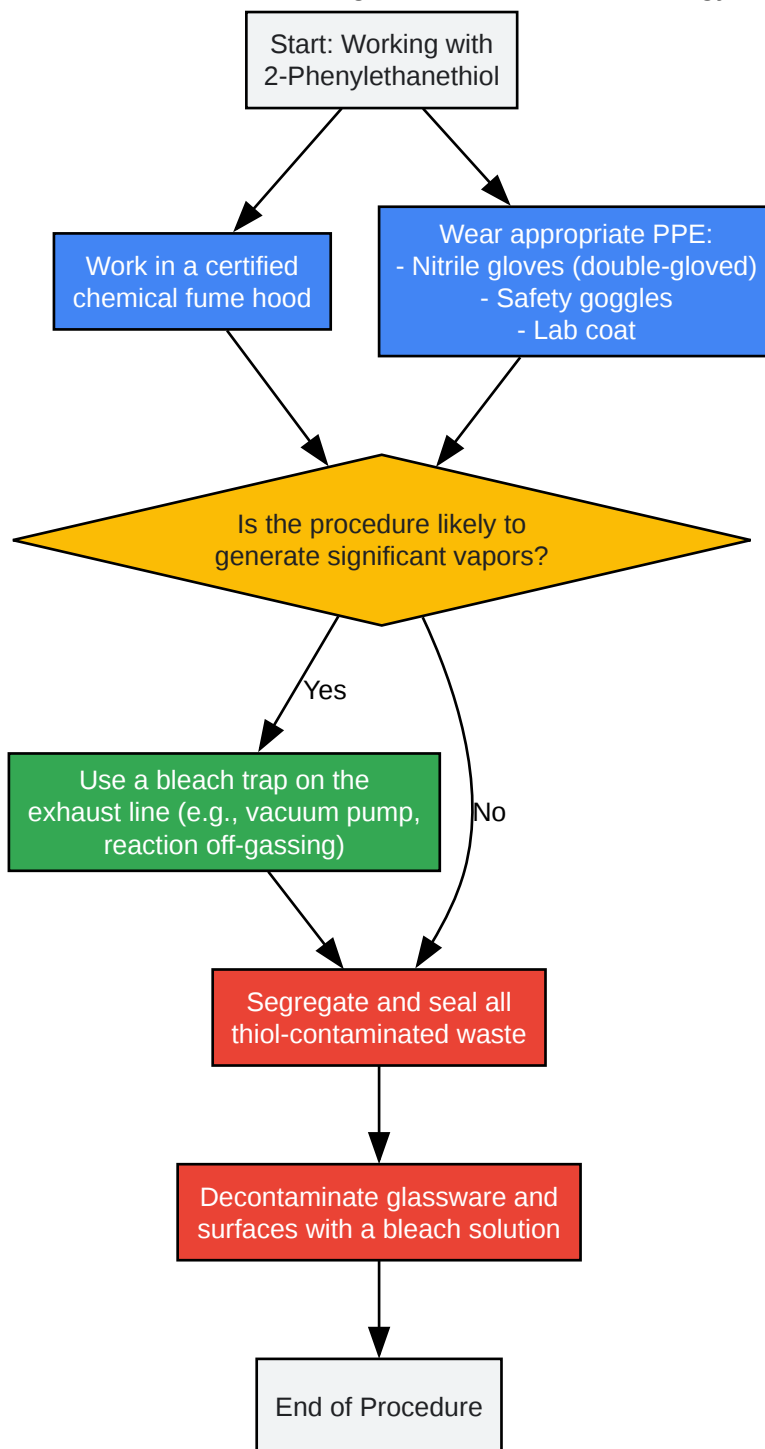 Start: Working with
2-Phenylethanethiol
Work in a certified
chemical fume hood
Wear appropriate PPE:
- Nitrile gloves (double-gloved)
- Safety goggles
- Lab coat
Is the procedure likely to
generate significant vapors?
Yes
No
Use a bleach trap on the
exhaust line (e.g., vacuum pump,
reaction off-gassing)
Segregate and seal all
thiol-contaminated waste
Decontaminate glassware and
surfaces with a bleach solution
End of Procedure